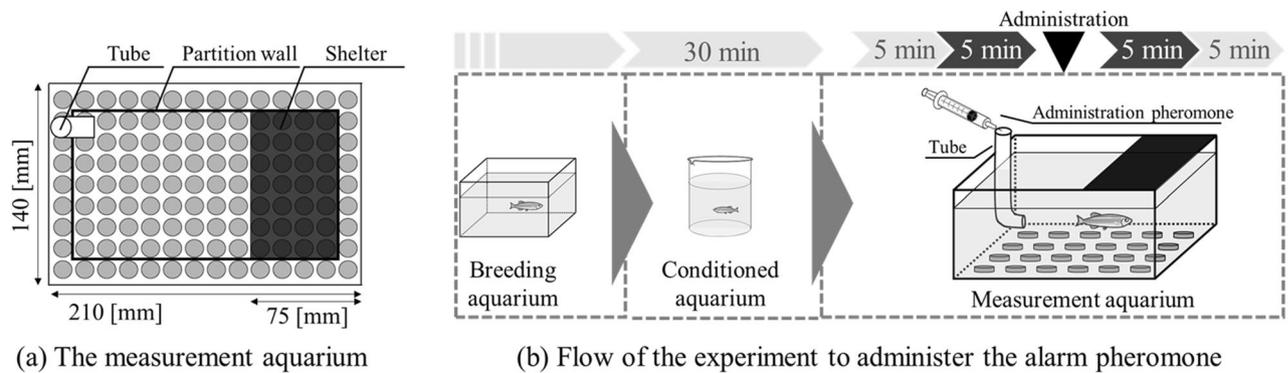 Tube
Partition wall
Shelter
140 [mm]
210 [mm]
75 [mm]
(a) The measurement aquarium
Administration
30 min
5 min
5 min
5 min
5 min
Administration pheromone
Tube
Breeding
aquarium
Conditioned
aquarium
Measurement aquarium
(b) Flow of the experiment to administer the alarm pheromone